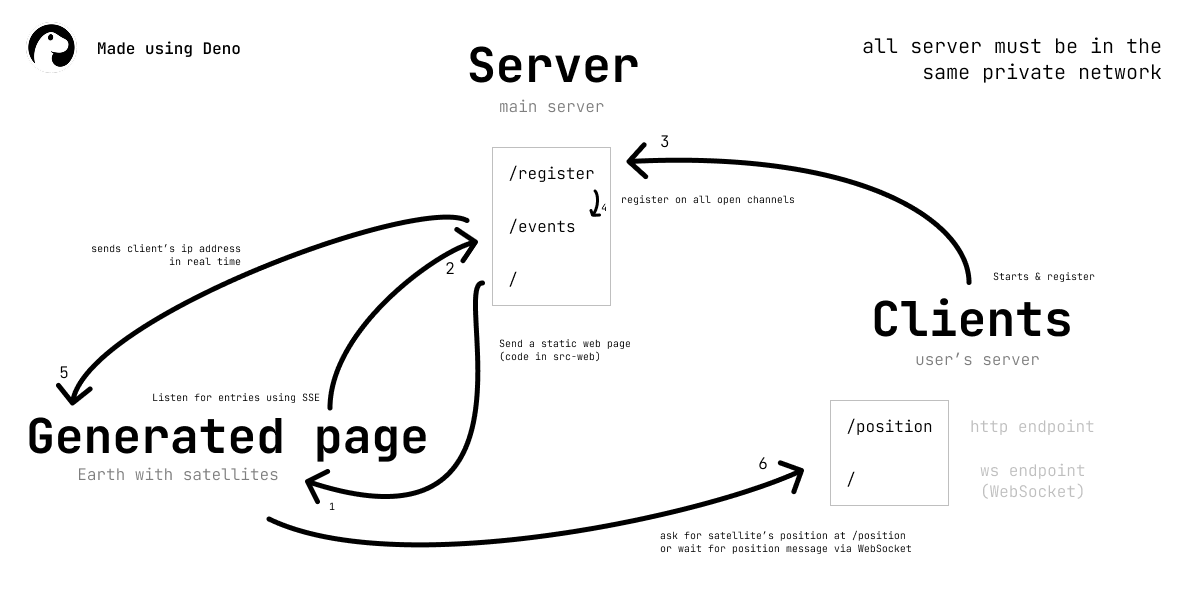 Made using Deno
Server
main server
all server must be in the
same private network
3
/register
register on all open channels
4
/events
/
2
sends client’s ip address
in real time
Starts & register
Clients
user’s server
Send a static web page
(code in src-web)
5
Listen for entries using SSE
Generated page
Earth with satellites
1
/position
http endpoint
/
ws endpoint
(WebSocket)
6
ask for satellite’s position at /position
or wait for position message via WebSocket